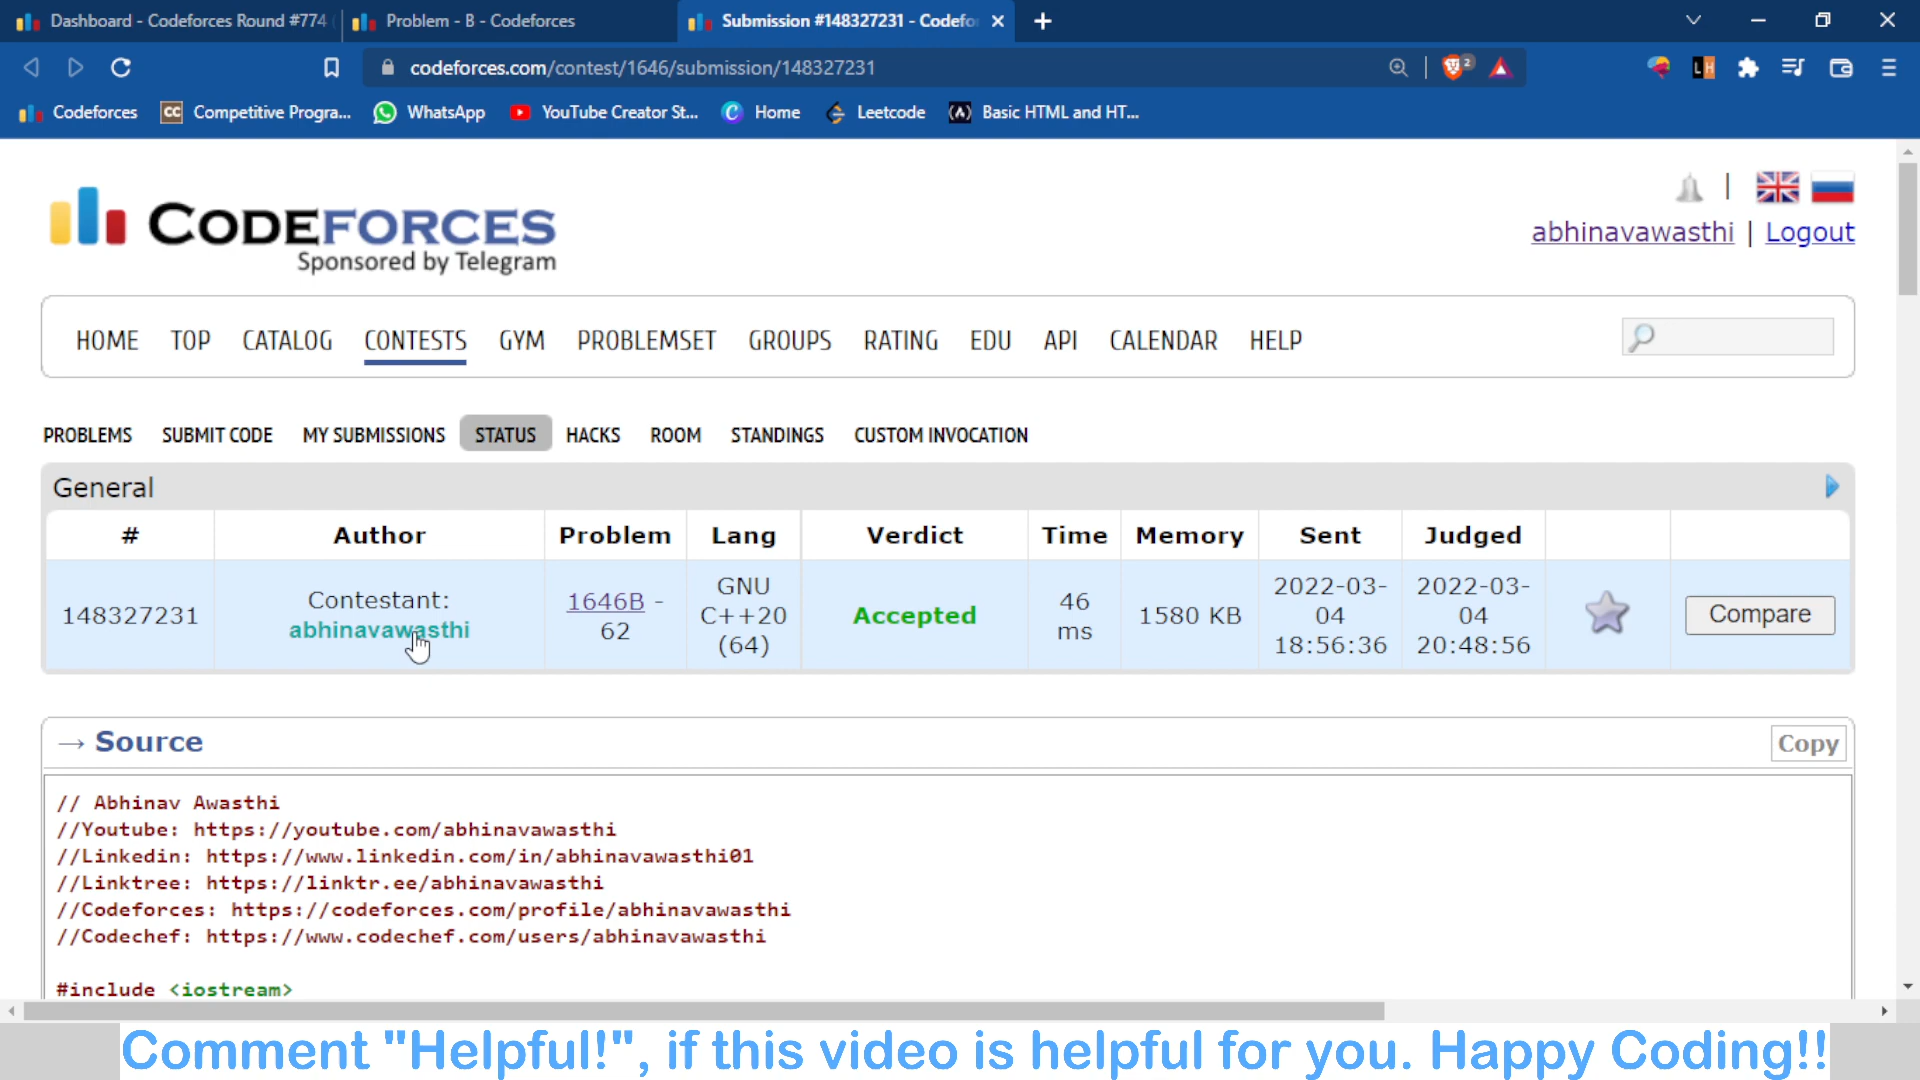 Dashboard - Codeforces Round #774
Problem - B - Codeforces
Submission #148327231 - Codefo
codeforces.com/contest/1646/submission/148327231
2
LH
Codeforces
CC
Competitive Progra...
WhatsApp
YouTube Creator St...
C
Home
Leetcode
Basic HTML and HT...
CODEFORCES
Sponsored by Telegram
abhinavawasthi | Logout
HOME TOP CATALOG CONTESTS GYM PROBLEMSET GROUPS RATING EDU API CALENDAR HELP
PROBLEMS SUBMIT CODE MY SUBMISSIONS STATUS HACKS ROOM STANDINGS CUSTOM INVOCATION
General
# Author Problem Lang Verdict Time Memory Sent Judged
148327231
Contestant:
abhinavawasthi
1646B -
62
GNU
C++20
(64)
Accepted
46
ms
1580 KB
2022-03-
04
18:56:36
2022-03-
04
20:48:56
Compare
→ Source
Copy
// Abhinav Awasthi
//Youtube: https://youtube.com/abhinavawasthi
//Linkedin: https://www.linkedin.com/in/abhinavawasthi01
//Linktree: https://linktr.ee/abhinavawasthi
//Codeforces: https://codeforces.com/profile/abhinavawasthi
//Codechef: https://www.codechef.com/users/abhinavawasthi
#include <iostream>
Comment "Helpful!", if this video is helpful for you. Happy Coding!!